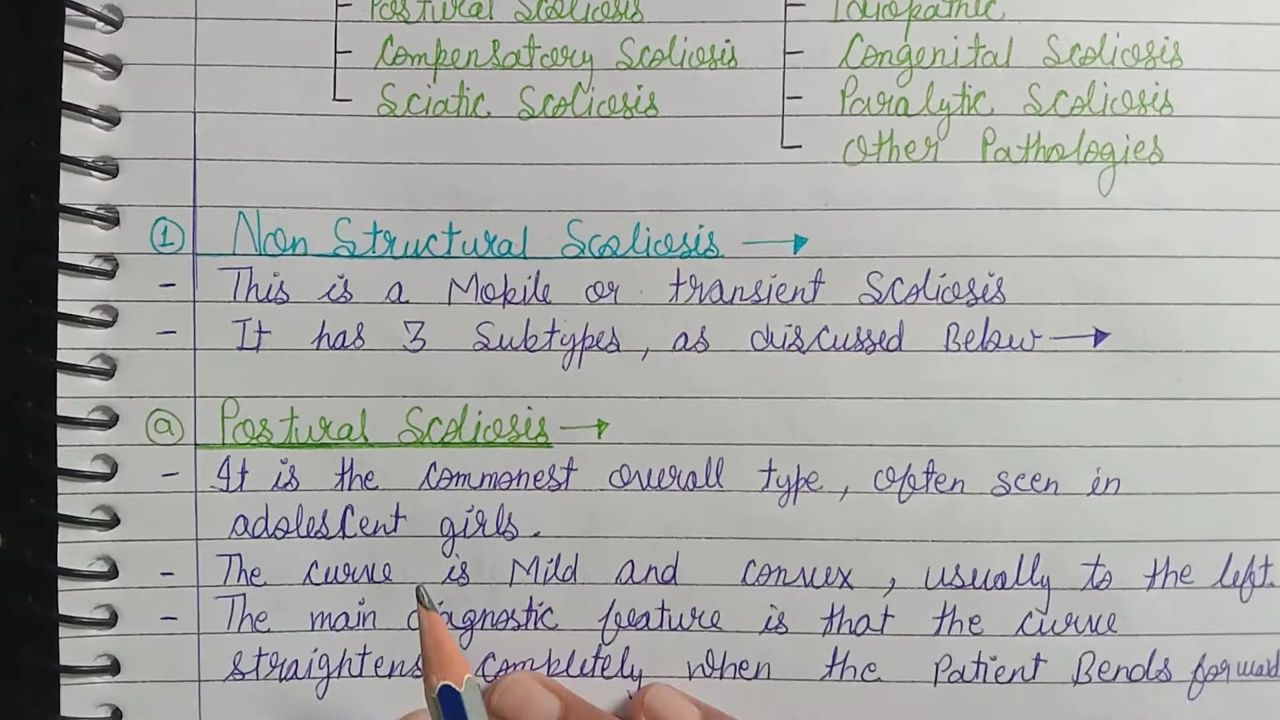 Postural Scoliosis
Idiopathic
Compensatory Scoliosis
Congenital Scoliosis
Sciatic Scoliosis
Paralytic Scoliosis
Other Pathologies
① Non Structural Scoliosis →
- This is a Mobile or transient Scoliosis
- It has 3 Subtypes, as discussed Below →
ⓐ Postural Scoliosis →
- It is the commonest overall type, often seen in
adolescent girls.
- The curve is Mild and convex, usually to the left.
- The main diagnostic feature is that the curve
straightens completely when the Patient Bends forward